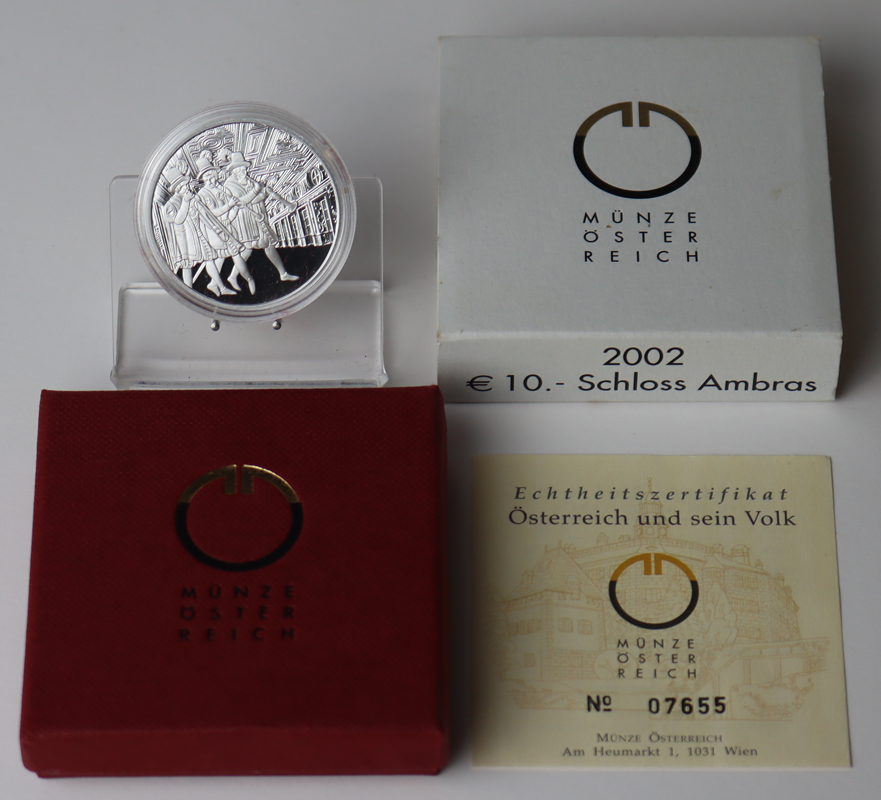 MÜNZE
ÖSTER
REICH
2002
€ 10.- Schloss Ambras
MÜNZE
ÖSTER
REICH
Echtheitszertifikat
Österreich und sein Volk
MÜNZE
ÖSTER
REICH
Nº 07655
MÜNZE ÖSTERREICH
Am Heumarkt 1, 1031 Wien